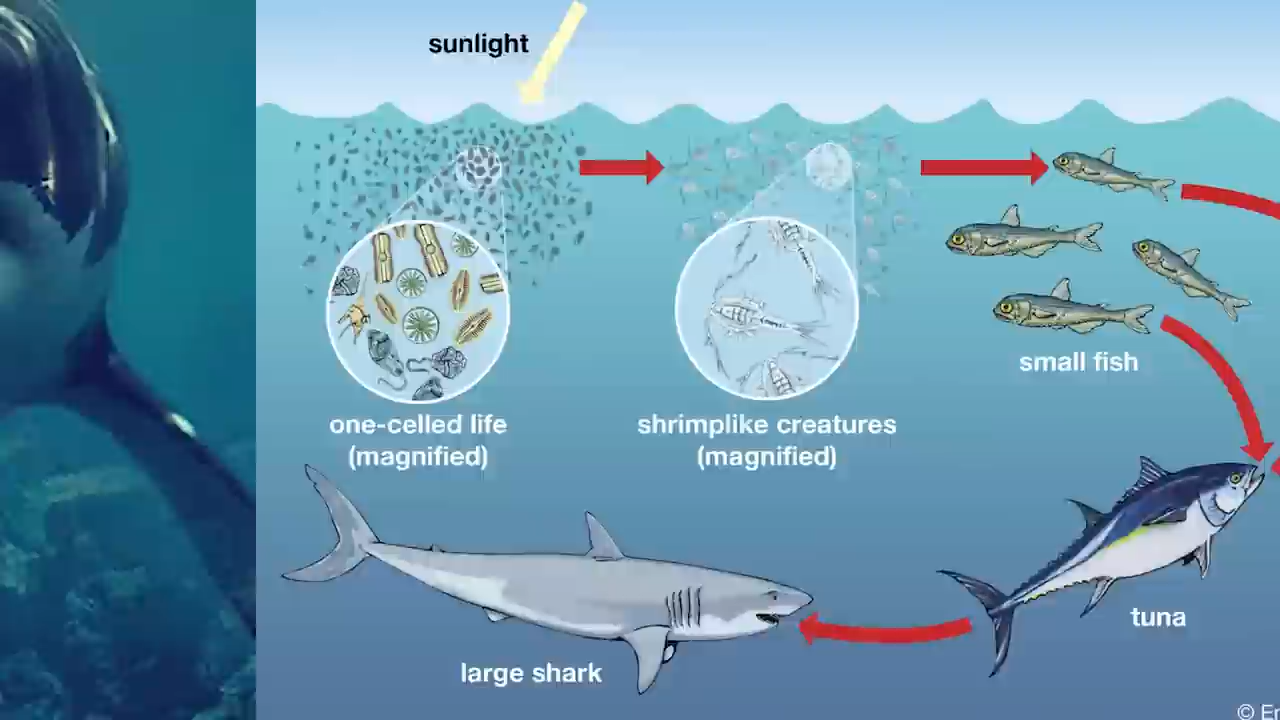 sunlight
one-celled life
(magnified)
shrimplike creatures
(magnified)
small fish
tuna
large shark
©